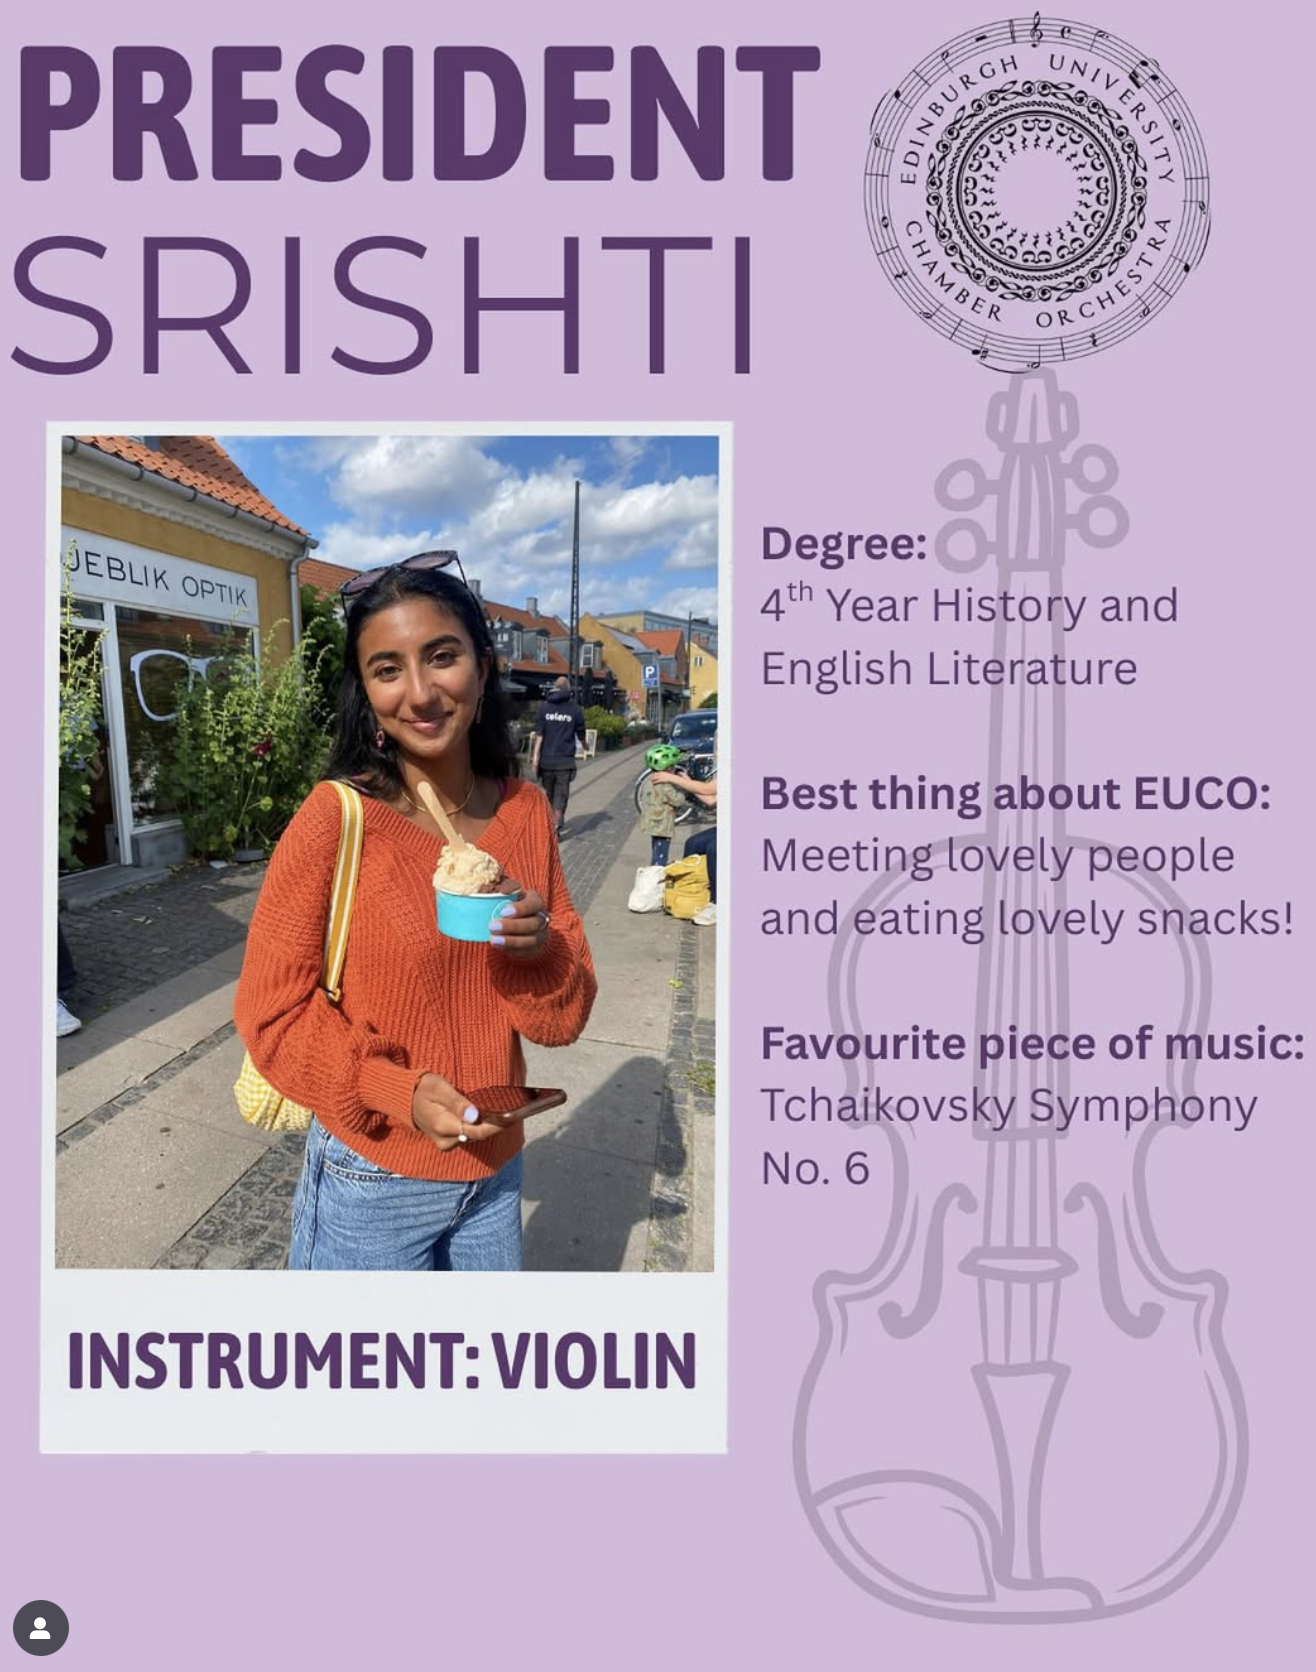 PRESIDENT
SRISHTI
EDINBURGH UNIVERSITY
CHAMBER ORCHESTRA
JEBLIK OPTIK
celero
P
Degree:
4th Year History and
English Literature
Best thing about EUCO:
Meeting lovely people
and eating lovely snacks!
Favourite piece of music:
Tchaikovsky Symphony
No. 6
INSTRUMENT: VIOLIN